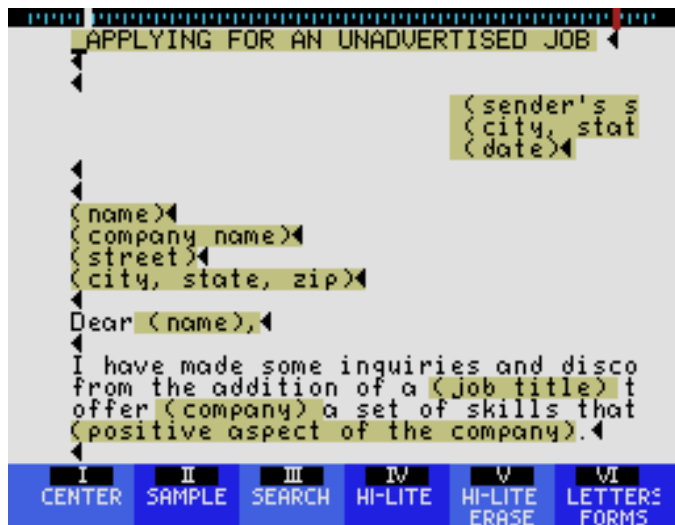 APPLYING FOR AN UNADVERTISED JOB
(sender's s
(city, stat
(date)
(name)
(company name)
(street)
(city, state, zip)
Dear (name),
I have made some inquiries and disco
from the addition of a (job title) t
offer (company) a set of skills that
(positive aspect of the company).
I II III IV V VI
CENTER SAMPLE SEARCH HI-LITE HI-LITE LETTERS
ERASE FORMS